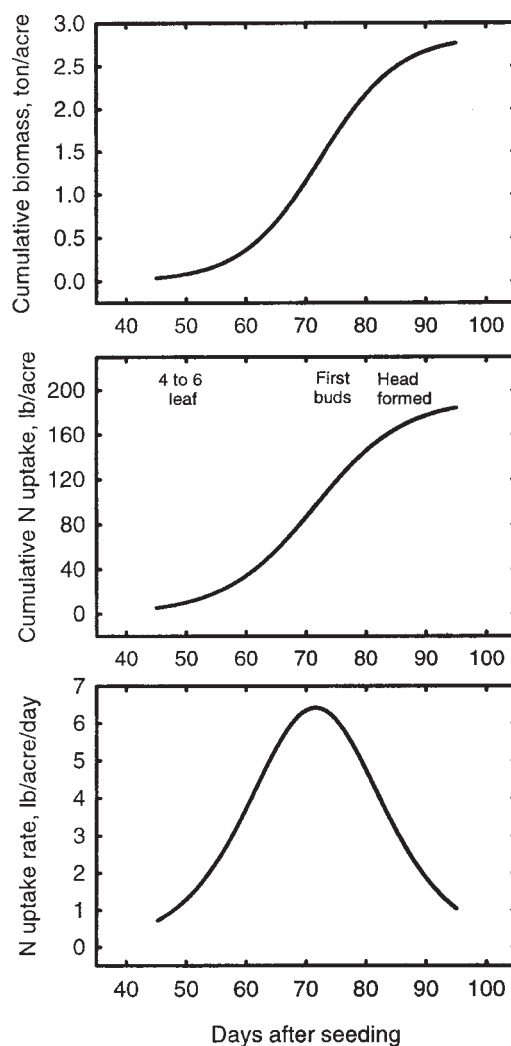 Cumulative biomass, ton/acre
3.0
2.5
2.0
1.5
1.0
0.5
0.0
40 50 60 70 80 90 100
Cumulative N uptake, lb/acre
200
160
120
80
40
0
4 to 6
leaf
First
buds
Head
formed
40 50 60 70 80 90 100
N uptake rate, lb/acre/day
7
6
5
4
3
2
1
0
40 50 60 70 80 90 100
Days after seeding